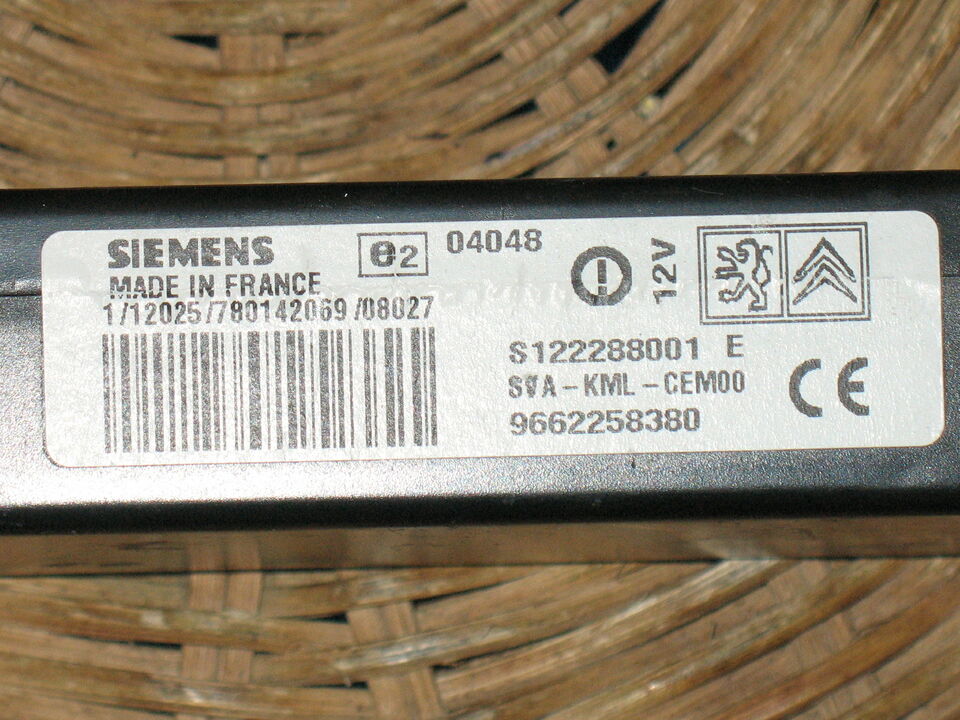 SIEMENS
e2 04048
MADE IN FRANCE
1/12025/780142069/08027
12V
S122288001 E
SVA-KML-CEM00
9662258380
CE